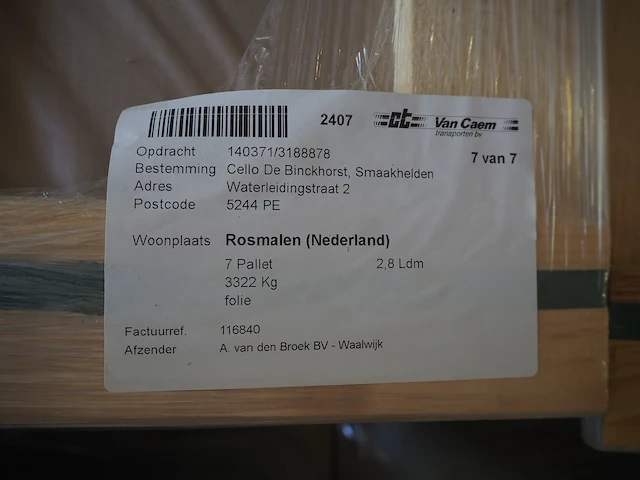 2407
ct Van Caem
transporten bv
Opdracht 140371/3188878
7 van 7
Bestemming Cello De Binckhorst, Smaakhelden
Adres Waterleidingstraat 2
Postcode 5244 PE
Woonplaats Rosmalen (Nederland)
7 Pallet 2,8 Ldm
3322 Kg
folie
Factuurref. 116840
Afzender A. van den Broek BV - Waalwijk